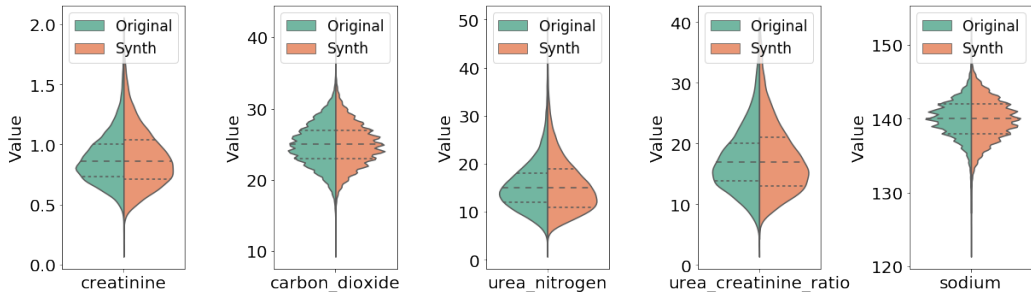 Value
2.0
1.5
1.0
0.5
0.0
Original
Synth
creatinine
Value
40
30
20
10
Original
Synth
carbon_dioxide
Value
50
40
30
20
10
0
Original
Synth
urea_nitrogen
Value
40
30
20
10
0
Original
Synth
urea_creatinine_ratio
Value
150
140
130
120
Original
Synth
sodium